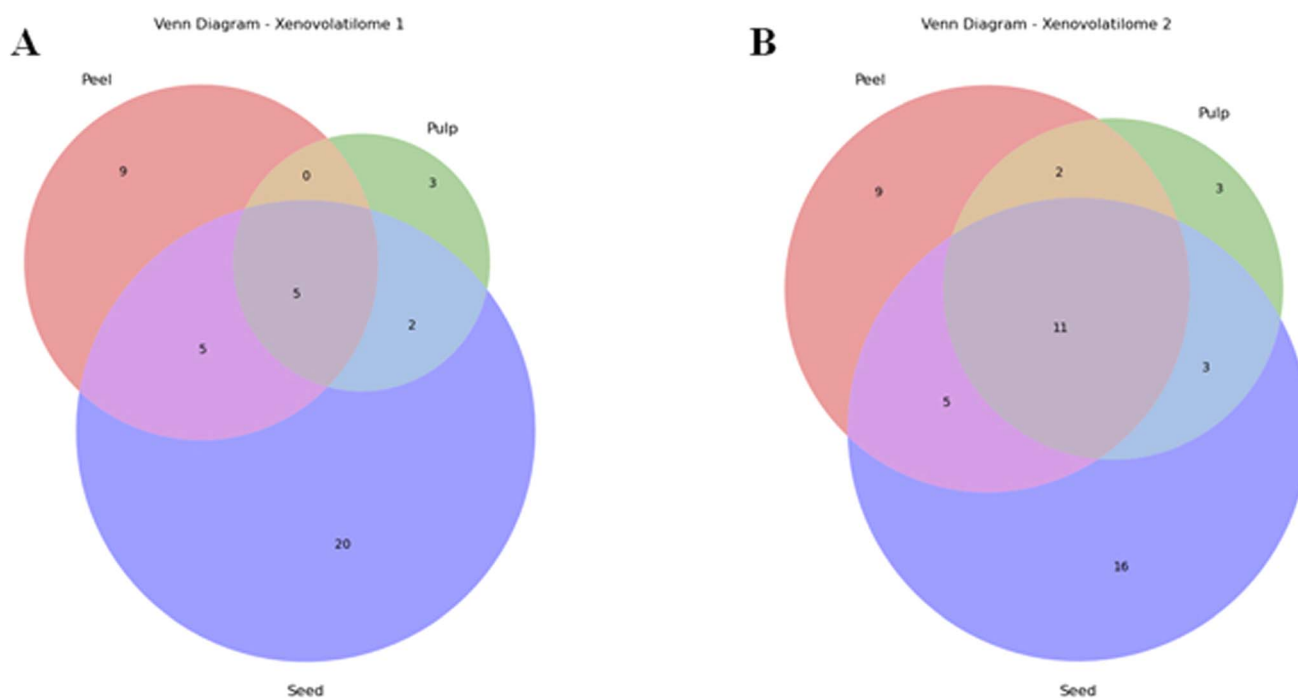 Venn Diagram - Xenovolatilome 1
A
Peel
Pulp
9
0
3
5
2
5
20
Seed
Venn Diagram - Xenovolatilome 2
B
Peel
Pulp
9
2
3
11
3
5
16
Seed